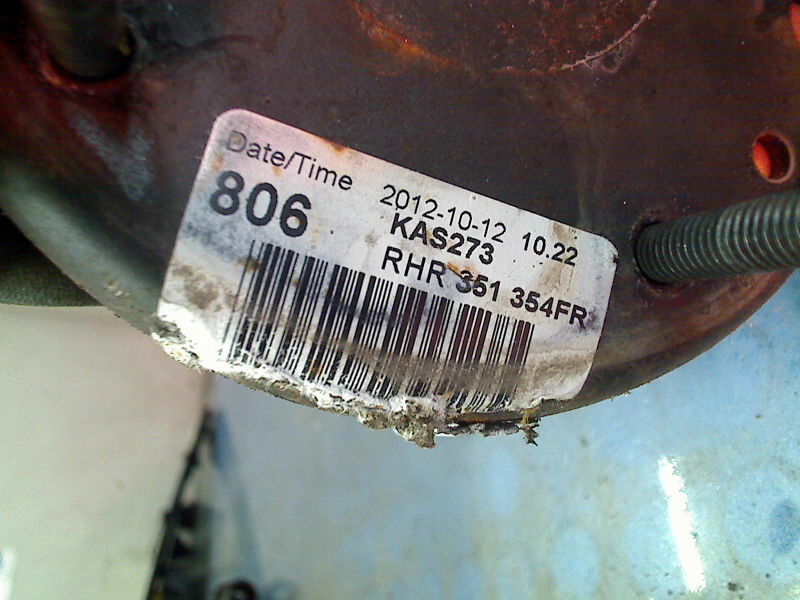 Date/Time 2012-10-12 10.22
806 KAS273
RHR 351 354FR